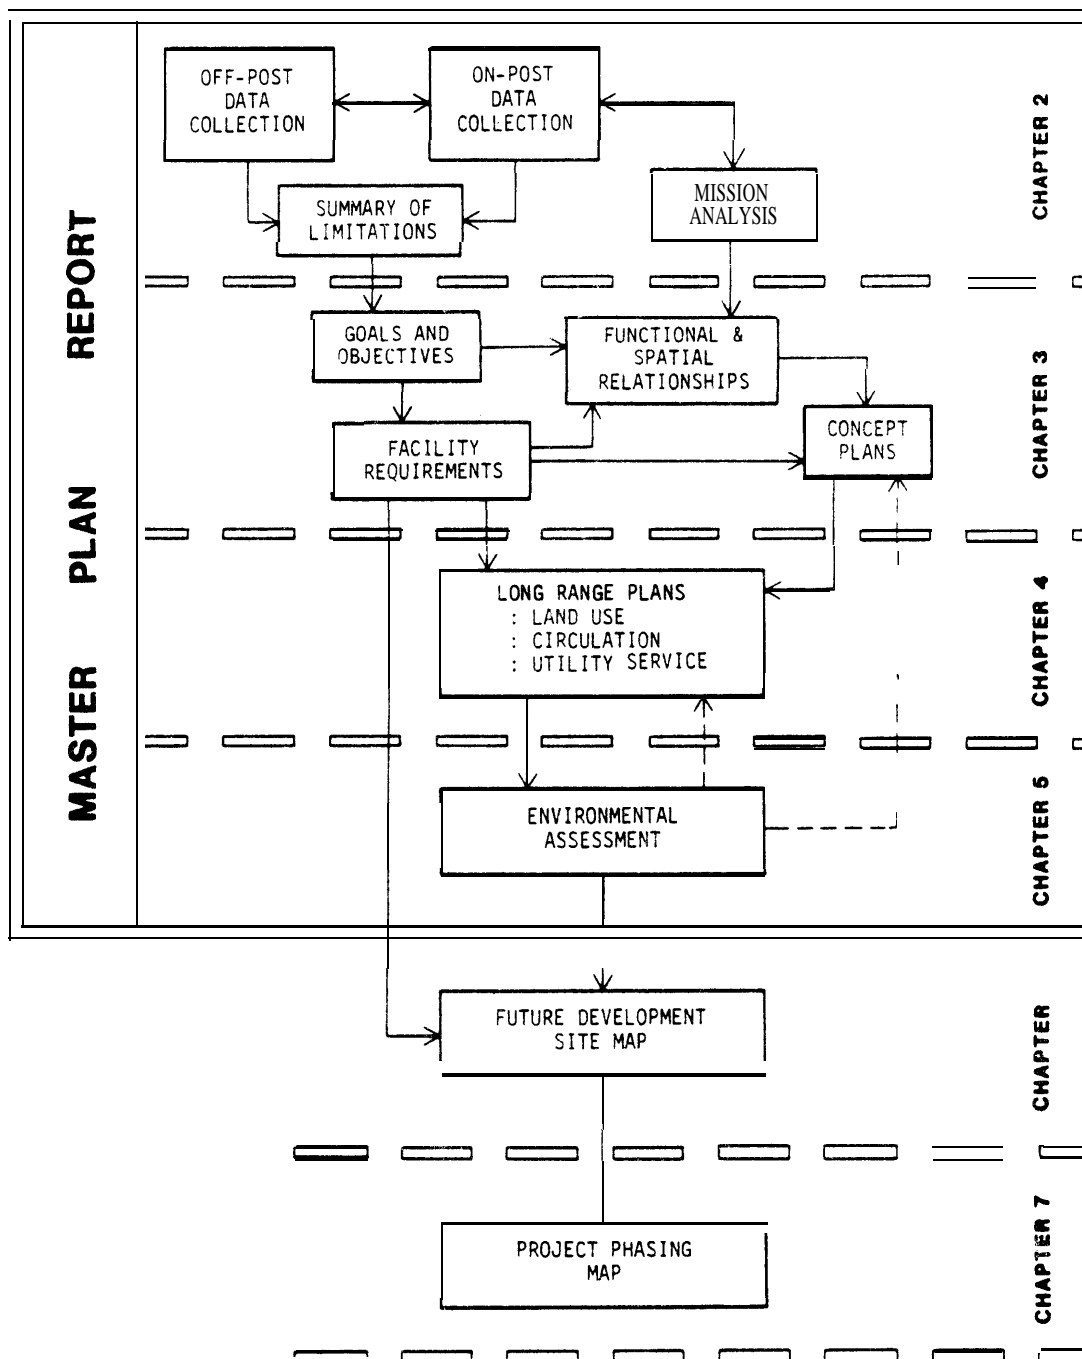 OFF-POST
DATA
COLLECTION
ON-POST
DATA
COLLECTION
MISSION
ANALYSIS
SUMMARY OF
LIMITATIONS
CHAPTER 2
GOALS AND
OBJECTIVES
FUNCTIONAL &
SPATIAL
RELATIONSHIPS
CONCEPT
PLANS
FACILITY
REQUIREMENTS
CHAPTER 3
LONG RANGE PLANS
: LAND USE
: CIRCULATION
: UTILITY SERVICE
CHAPTER 4
ENVIRONMENTAL
ASSESSMENT
CHAPTER 5
MASTER PLAN REPORT
FUTURE DEVELOPMENT
SITE MAP
CHAPTER
PROJECT PHASING
MAP
CHAPTER 7